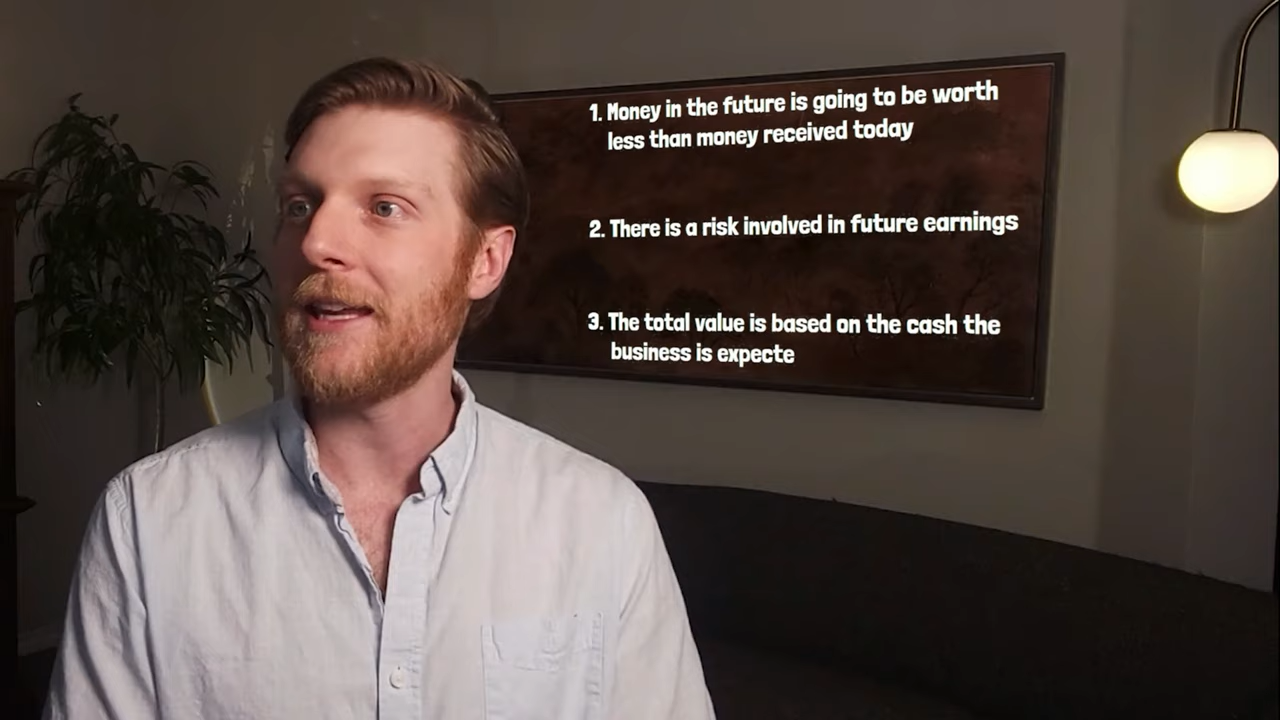 1. Money in the future is going to be worth
less than money received today
2. There is a risk involved in future earnings
3. The total value is based on the cash the
business is expecte